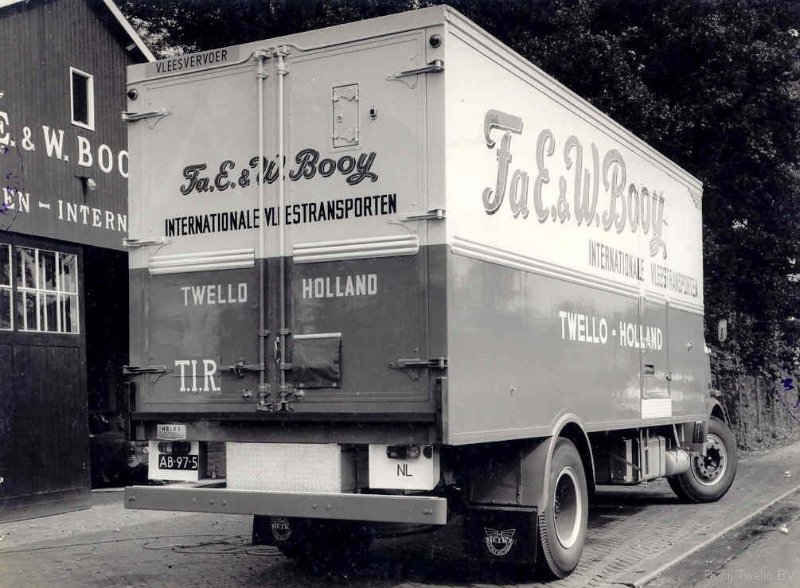 VLEESVERVOER
E. & W. BOO
EN - INTERN
Fa. E. & W. Booy
INTERNATIONALE VLEESTRANSPORTEN
TWELLO HOLLAND
T.I.R.
AB-97-5
NL
Fa E. & W. Booy
INTERNATIONALE VLEESTRANSPORTEN
TWELLO - HOLLAND
Booij Twello BV